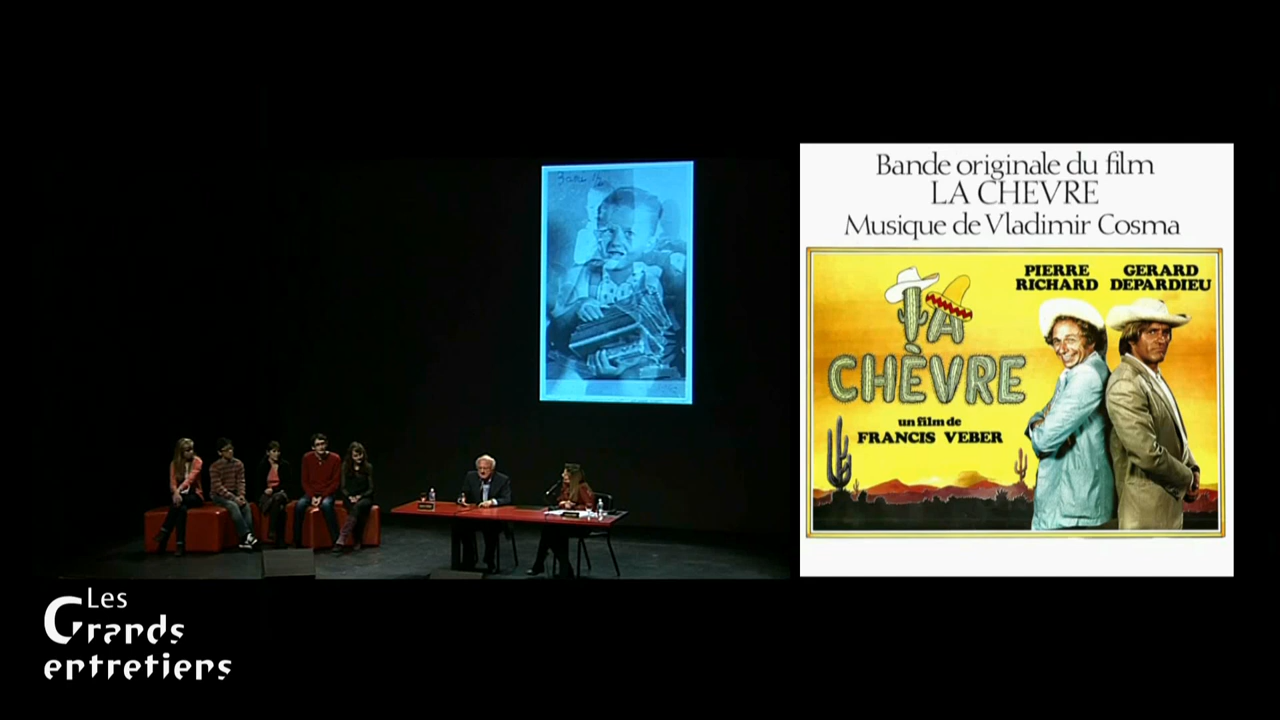 Bande originale du film
LA CHEVRE
Musique de Vladimir Cosma
PIERRE RICHARD
GERARD DEPARDIEU
LA
CHÈVRE
un film de
FRANCIS VEBER
Les
Grands
entretiens